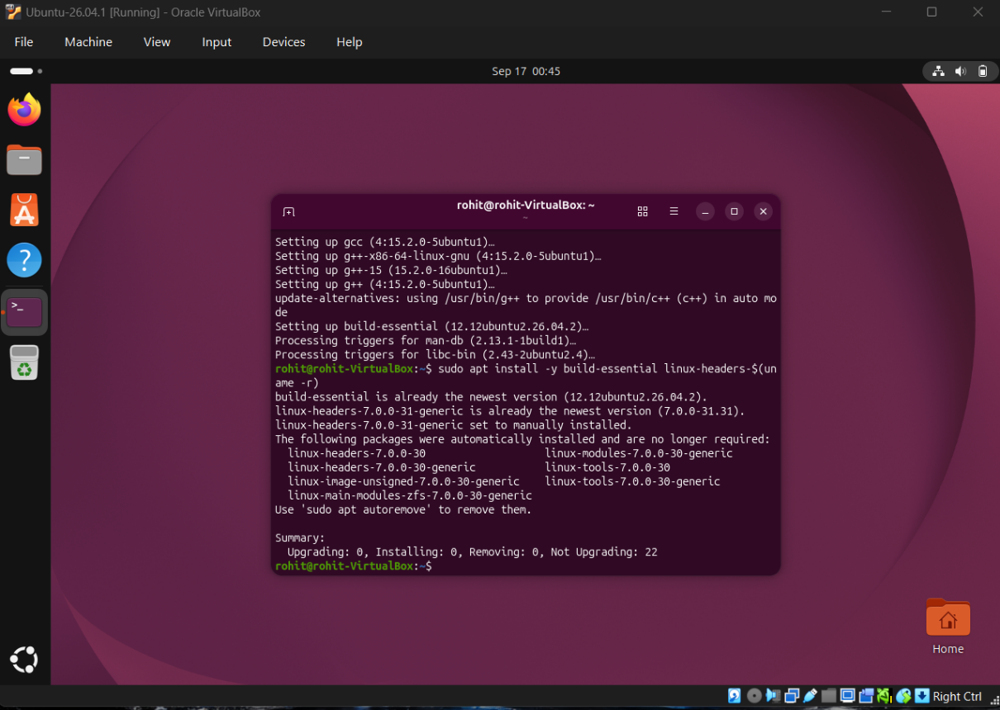 Ubuntu-26.04.1 [Running] - Oracle VirtualBox
File Machine View Input Devices Help
Sep 17 00:45
rohit@rohit-VirtualBox: ~
~
Setting up gcc (4:15.2.0-5ubuntu1)…
Setting up g++-x86-64-linux-gnu (4:15.2.0-5ubuntu1)…
Setting up g++-15 (15.2.0-16ubuntu1)…
Setting up g++ (4:15.2.0-5ubuntu1)…
update-alternatives: using /usr/bin/g++ to provide /usr/bin/c++ (c++) in auto mo
de
Setting up build-essential (12.12ubuntu2.26.04.2)…
Processing triggers for man-db (2.13.1-1build1)…
Processing triggers for libc-bin (2.43-2ubuntu2.4)…
rohit@rohit-VirtualBox:~$ sudo apt install -y build-essential linux-headers-$(un
ame -r)
build-essential is already the newest version (12.12ubuntu2.26.04.2).
linux-headers-7.0.0-31-generic is already the newest version (7.0.0-31.31).
linux-headers-7.0.0-31-generic set to manually installed.
The following packages were automatically installed and are no longer required:
linux-headers-7.0.0-30 linux-modules-7.0.0-30-generic
linux-headers-7.0.0-30-generic linux-tools-7.0.0-30
linux-image-unsigned-7.0.0-30-generic linux-tools-7.0.0-30-generic
linux-main-modules-zfs-7.0.0-30-generic
Use 'sudo apt autoremove' to remove them.
Summary:
Upgrading: 0, Installing: 0, Removing: 0, Not Upgrading: 22
rohit@rohit-VirtualBox:~$
Home
Right Ctrl